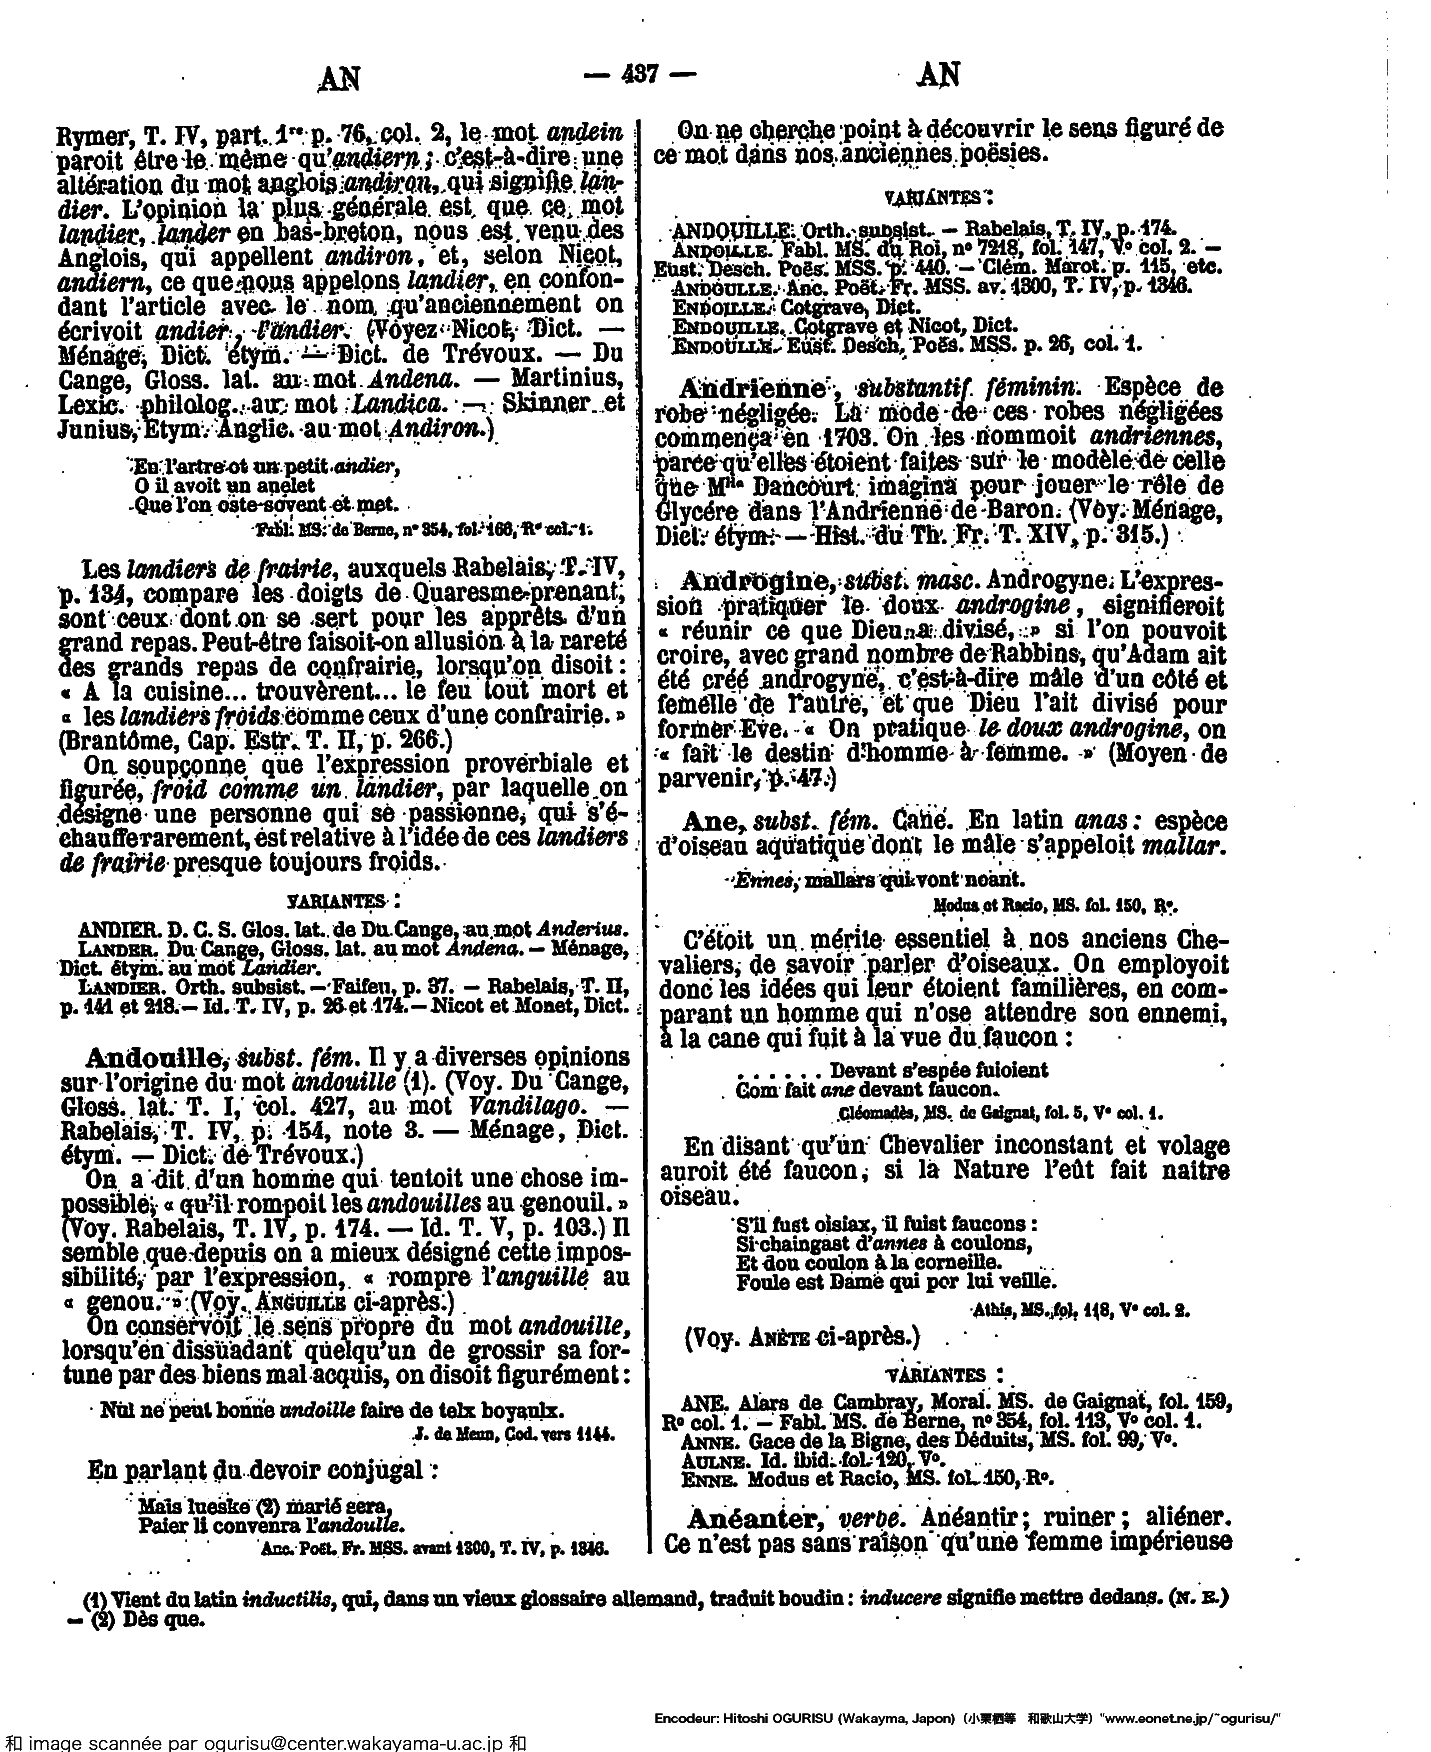 AN
— 437 —
AN
Rymer, T. IV, part. 1re p. 76, col. 2, le mot andein
paroit être le même qu'andiern; c'est-à-dire une
altération du mot anglois andiron, qui signifie lan-
dier. L'opinion la plus générale est que ce mot
landier, lander en bas-breton, nous est venu des
Anglois, qui appellent andiron, et, selon Nicot,
andiern, ce que nous appelons landier, en confon-
dant l'article avec le nom qu'anciennement on
écrivoit andier, l'andier. (Voyez Nicot, Dict. —
Ménage, Dict. étym. — Dict. de Trévoux. — Du
Cange, Gloss. lat. au mot Andena. — Martinius,
Lexic. philolog. au mot Landica. — Skinner et
Junius, Etym. Anglic. au mot Andiron.)
En l'artre ot un petit andier,
O il avoit un anelet
Que l'on oste sovent et met.
Fabl. MS. de Berne, n° 354, fol. 166, R° col. 1.
Les landiers de frairie, auxquels Rabelais, T. IV,
p. 134, compare les doigts de Quaresme-prenant,
sont ceux dont on se sert pour les apprêts d'un
grand repas. Peut-être faisoit-on allusion à la rareté
des grands repas de confrairie, lorsqu'on disoit :
« A la cuisine... trouvèrent... le feu tout mort et
« les landiers froids comme ceux d'une confrairie. »
(Brantôme, Cap. Estr. T. II, p. 266.)
On soupçonne que l'expression proverbiale et
figurée, froid comme un landier, par laquelle on
désigne une personne qui se passionne, qui s'é-
chauffe rarement, est relative à l'idée de ces landiers
de frairie presque toujours froids.
VARIANTES :
ANDIER. D. C. S. Glos. lat. de Du Cange, au mot Anderius.
LANDER. Du Cange, Gloss. lat. au mot Andena. — Ménage,
Dict. étym. au mot Landier.
LANDIER. Orth. subsist. — Faifeu, p. 37. — Rabelais, T. II,
p. 141 et 218. — Id. T. IV, p. 26 et 174. — Nicot et Monet, Dict.
Andouille, subst. fém. Il y a diverses opinions
sur l'origine du mot andouille (1). (Voy. Du Cange,
Gloss. lat. T. I, col. 427, au mot Vandilago. —
Rabelais, T. IV, p. 154, note 3. — Ménage, Dict.
étym. — Dict. de Trévoux.)
On a dit d'un homme qui tentoit une chose im-
possible, « qu'il rompoit les andouilles au genouil. »
(Voy. Rabelais, T. IV, p. 174. — Id. T. V, p. 103.) Il
semble que depuis on a mieux désigné cette impos-
sibilité, par l'expression, « rompre l'anguille au
« genou. » (Voy. ANGUILLE ci-après.)
On conservoit le sens propre du mot andouille,
lorsqu'en dissuadant quelqu'un de grossir sa for-
tune par des biens mal acquis, on disoit figurément :
Nul ne peut bonne andoille faire de telx boyaulx.
J. de Meun, Cod. vers 1144.
En parlant du devoir conjugal :
Mais lueske (2) marié sera,
Paier li convenra l'andoulle.
Anc. Poët. Fr. MSS. avant 1300, T. IV, p. 1346.
On ne cherche point à découvrir le sens figuré de
ce mot dans nos anciennes poësies.
VARIANTES :
ANDOUILLE. Orth. subsist. — Rabelais, T. IV, p. 174.
ANDOILLE. Fabl. MS. du Roi, n° 7218, fol. 147, V° col. 2. —
Eust. Desch. Poës. MSS. p. 440. — Clém. Marot. p. 115, etc.
ANDOULLE. Anc. Poët. Fr. MSS. av. 1300, T. IV, p. 1346.
ENDOILLE. Cotgrave, Dict.
ENDOUILLE. Cotgrave et Nicot, Dict.
ENDOULLE. Eust. Desch. Poës. MSS. p. 26, col. 1.
Andrienne, substantif féminin. Espèce de
robe négligée. La mode de ces robes négligées
commença en 1703. On les nommoit andriennes,
parce qu'elles étoient faites sur le modèle de celle
que Mlle Dancourt imagina pour jouer le rôle de
Glycére dans l'Andrienne de Baron. (Voy. Ménage,
Dict. étym. — Hist. du Th. Fr. T. XIV, p. 315.)
Androgine, subst. masc. Androgyne. L'expres-
sion pratiquer le doux androgine, signifieroit
« réunir ce que Dieu a divisé, » si l'on pouvoit
croire, avec grand nombre de Rabbins, qu'Adam ait
été créé androgyne, c'est-à-dire mâle d'un côté et
femelle de l'autre, et que Dieu l'ait divisé pour
former Eve. « On pratique le doux androgine, on
« fait le destin d'homme à femme. » (Moyen de
parvenir, p. 47.)
Ane, subst. fém. Cane. En latin anas : espèce
d'oiseau aquatique dont le mâle s'appeloit mallar.
Ennes, mallars qui vont noant.
Modus et Racio, MS. fol. 150, R°.
C'étoit un mérite essentiel à nos anciens Che-
valiers, de savoir parler d'oiseaux. On employoit
donc les idées qui leur étoient familières, en com-
parant un homme qui n'ose attendre son ennemi,
à la cane qui fuit à la vue du faucon :
. . . . . . Devant s'espée fuioient
Com fait ane devant faucon.
Cléomadès, MS. de Gaignat, fol. 5, V° col. 1.
En disant qu'un Chevalier inconstant et volage
auroit été faucon, si la Nature l'eût fait naître
oiseau.
S'il fust oisiax, il fuist faucons :
Si chaingast d'annes à coulons,
Et dou coulon à la corneille.
Foule est Dame qui por lui veille.
Athis, MS. fol. 118, V° col. 2.
(Voy. ANÈTE ci-après.)
VARIANTES :
ANE. Alars de Cambray, Moral. MS. de Gaignat, fol. 159,
R° col. 1. — Fabl. MS. de Berne, n° 354, fol. 113, V° col. 1.
ANNE. Gace de la Bigne, des Déduits, MS. fol. 99, V°.
AULNE. Id. ibid. fol. 120, V°.
ENNE. Modus et Racio, MS. fol. 150, R°.
Anéanter, verbe. Anéantir; ruiner; aliéner.
Ce n'est pas sans raison qu'une femme impérieuse
(1) Vient du latin inductilis, qui, dans un vieux glossaire allemand, traduit boudin : inducere signifie mettre dedans. (N. E.)
— (2) Dès que.
Encodeur: Hitoshi OGURISU (Wakayma, Japon) (小栗栖等 和歌山大学) "www.eonet.ne.jp/~ogurisu/"
和 image scannée par ogurisu@center.wakayama-u.ac.jp 和